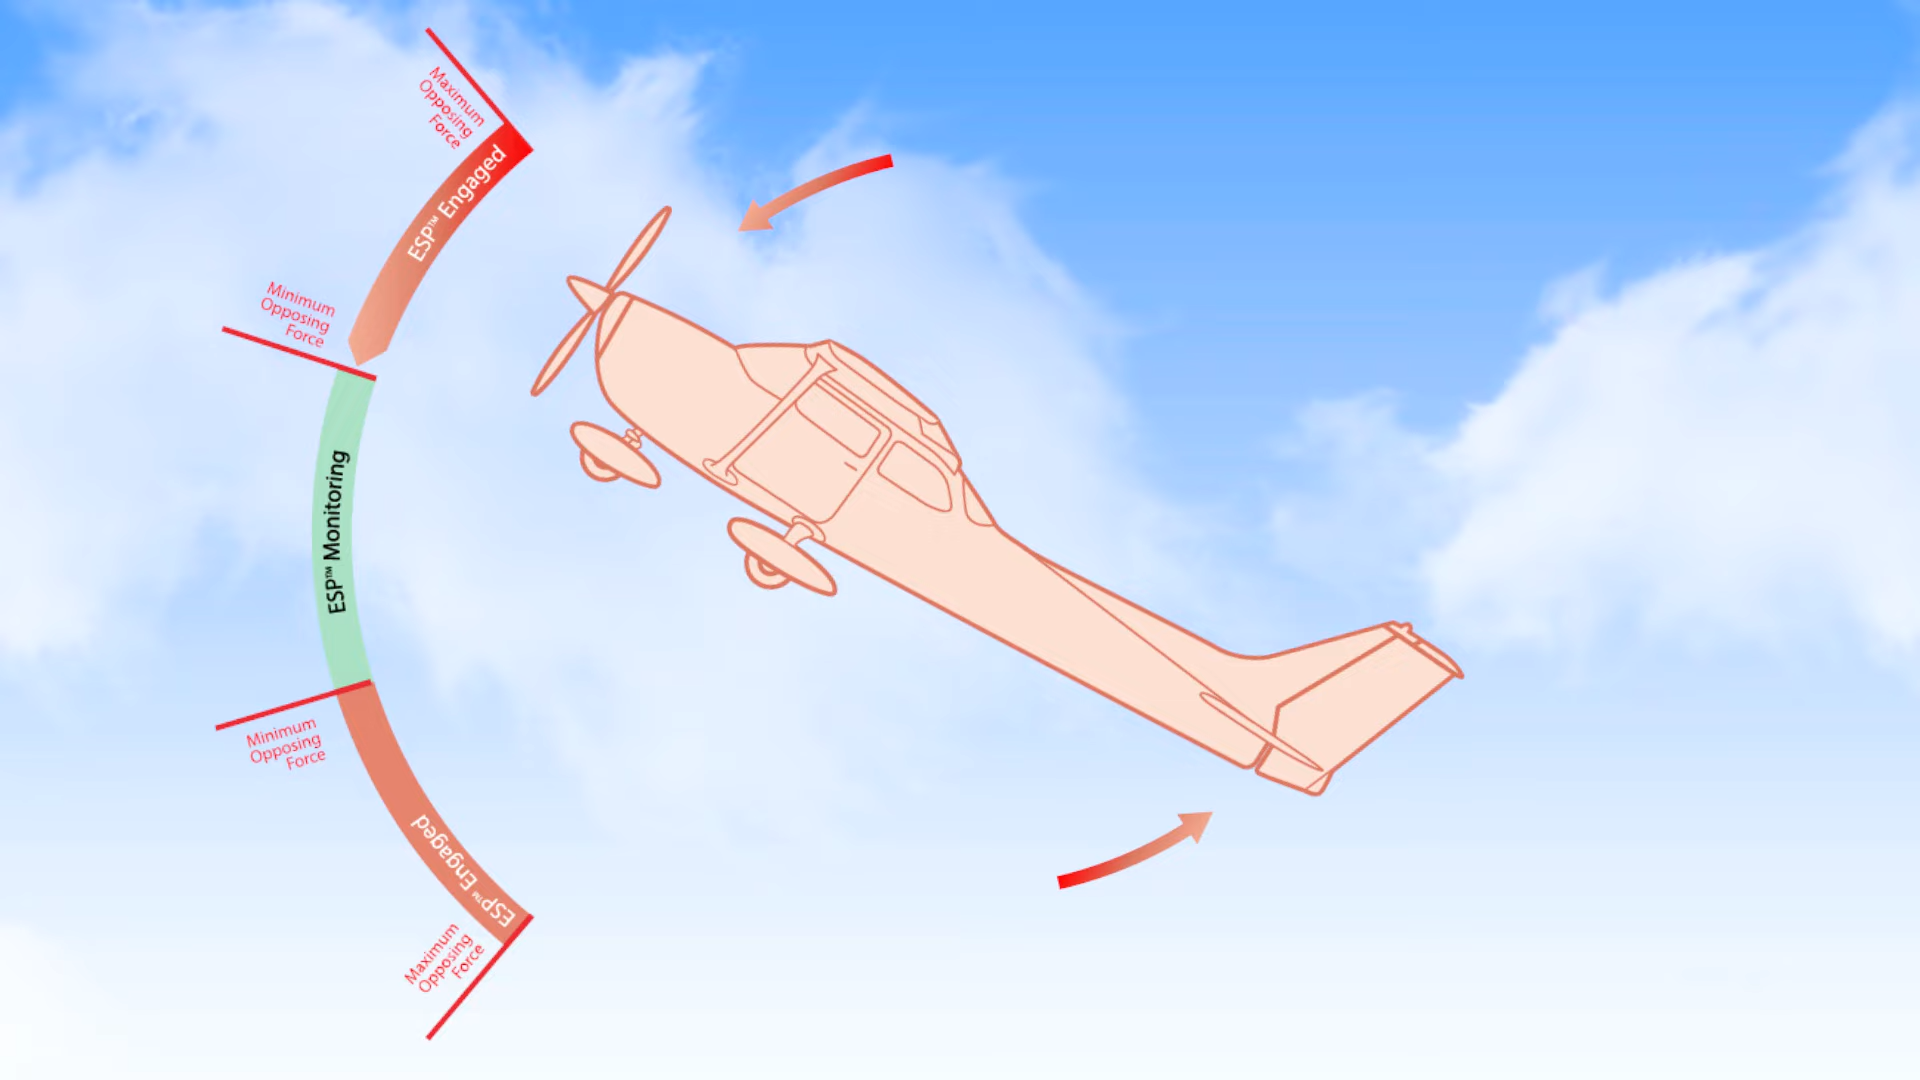 Maximum
Opposing
Force
ESP™ Engaged
Minimum
Opposing
Force
ESP™ Monitoring
Minimum
Opposing
Force
ESP™ Engaged
Maximum
Opposing
Force